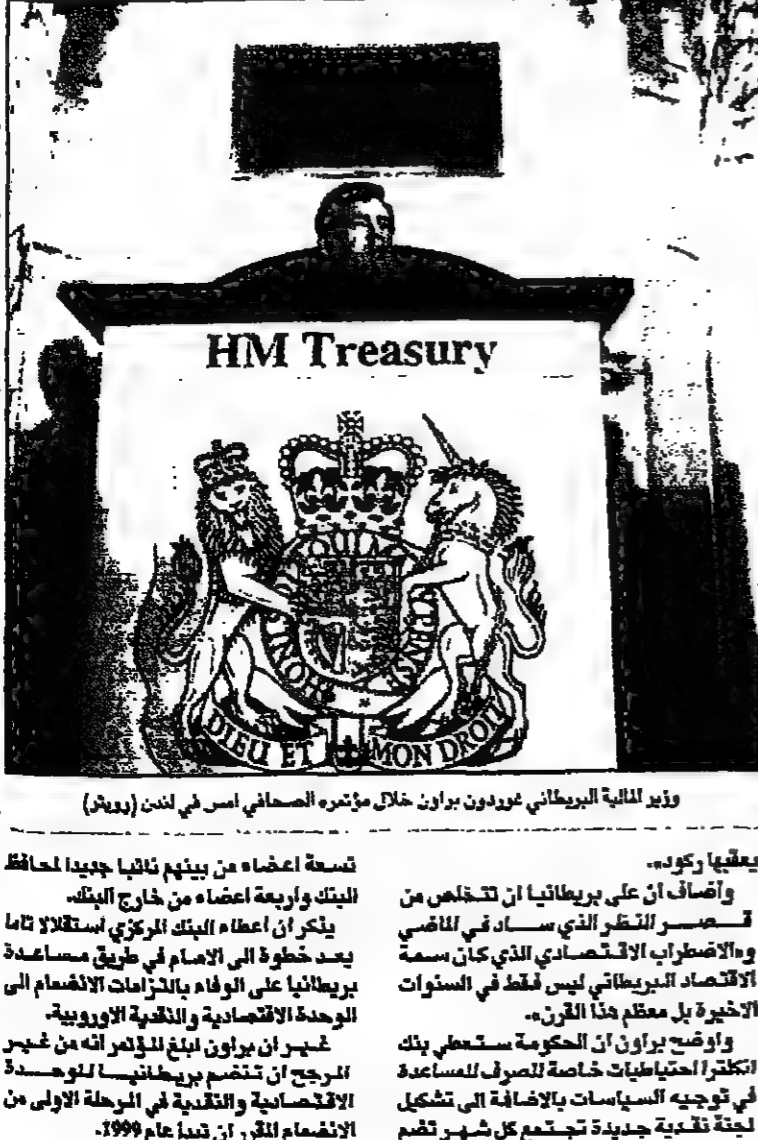 HM Treasury
HONI
DIEU ET MON DROIT
وزير المالية البريطاني غوردون براون خلال مؤتمره الصحافي امس في لندن (رويتر)
يعقبها ركود».
وأضاف ان على بريطانيا ان تتخلص من
قصر النظر الذي ساد في الماضي
و«الاضطراب الاقتصادي الذي كان سمة
الاقتصاد البريطاني ليس فقط في السنوات
الاخيرة بل معظم هذا القرن».
واوضح براون ان الحكومة ستعطي بنك
انكلترا احتياطيات خاصة للصرف للمساعدة
في توجيه السياسات بالاضافة الى تشكيل
لجنة نقدية جديدة تجتمع كل شهر تضم
تسعة اعضاء من بينهم نائبا جديدا لمحافظ
البنك واربعة اعضاء من خارج البنك.
يذكر ان اعطاء البنك المركزي استقلالا تاما
يعد خطوة الى الامام في طريق مساعدة
بريطانيا على الوفاء بالتزامات الانضمام الى
الوحدة الاقتصادية والنقدية الاوروبية.
غير ان براون ابلغ المؤتمر انه من غير
المرجح ان تنضم بريطانيا للوحدة
الاقتصادية والنقدية في المرحلة الاولى من
الانضمام المقرر ان تبدأ عام 1999.